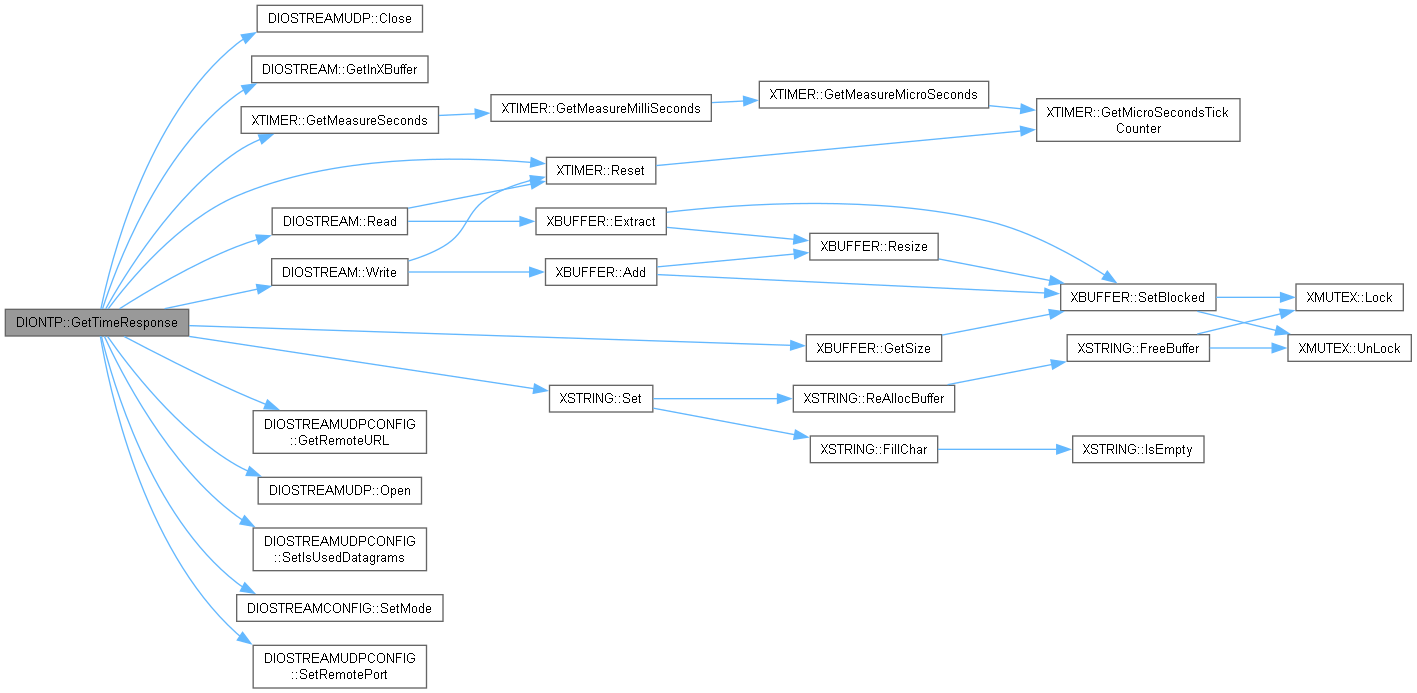 DIOSTREAMUDP::Close
DIOSTREAM::GetInXBuffer
XTIMER::GetMeasureSeconds
XTIMER::GetMeasureMilliSeconds
XTIMER::GetMeasureMicroSeconds
XTIMER::GetMicroSecondsTick
Counter
XTIMER::Reset
DIOSTREAM::Read
XBUFFER::Extract
XBUFFER::Resize
DIOSTREAM::Write
XBUFFER::Add
XBUFFER::SetBlocked
XMUTEX::Lock
DIONTP::GetTimeResponse
XBUFFER::GetSize
XSTRING::FreeBuffer
XMUTEX::UnLock
XSTRING::Set
XSTRING::ReAllocBuffer
DIOSTREAMUDPCONFIG
::GetRemoteURL
XSTRING::FillChar
XSTRING::IsEmpty
DIOSTREAMUDP::Open
DIOSTREAMUDPCONFIG
::SetIsUsedDatagrams
DIOSTREAMCONFIG::SetMode
DIOSTREAMUDPCONFIG
::SetRemotePort